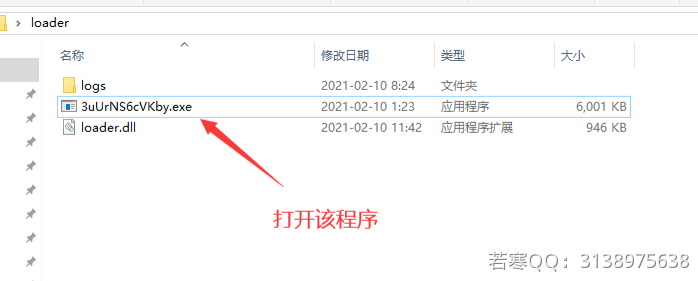 loader
名称 修改日期 类型 大小
logs 2021-02-10 8:24 文件夹
3uUrNS6cVKby.exe 2021-02-10 1:23 应用程序 6,001 KB
loader.dll 2021-02-10 11:42 应用程序扩展 946 KB
打开该程序
若寒QQ：3138975638